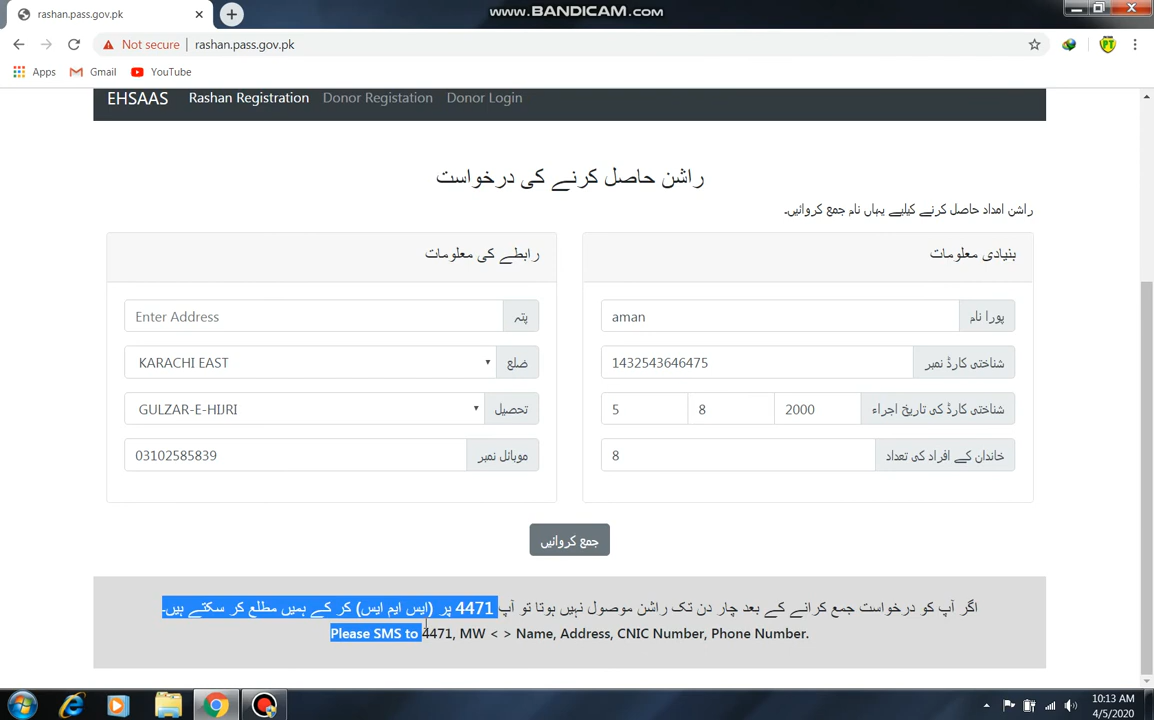 www.BANDICAM.com
rashan.pass.gov.pk
Not secure | rashan.pass.gov.pk
Apps Gmail YouTube
EHSAAS Rashan Registration Donor Registation Donor Login
راشن حاصل کرنے کی درخواست
راشن امداد حاصل کرنے کیلیے یہاں نام جمع کروائیں۔
بنیادی معلومات
پورا نام aman
شناختی کارڈ نمبر 1432543646475
شناختی کارڈ کی تاریخ اجراء 5 8 2000
خاندان کے افراد کی تعداد 8
رابطے کی معلومات
پتہ Enter Address
ضلع KARACHI EAST
تحصیل GULZAR-E-HIJRI
موبائل نمبر 03102585839
جمع کروائیں
اگر آپ کو درخواست جمع کرانے کے بعد چار دن تک راشن موصول نہیں ہوتا تو آپ 4471 پر (ایس ایم ایس) کر کے ہمیں مطلع کر سکتے ہیں۔
Please SMS to 4471, MW < > Name, Address, CNIC Number, Phone Number.
10:13 AM
4/5/2020